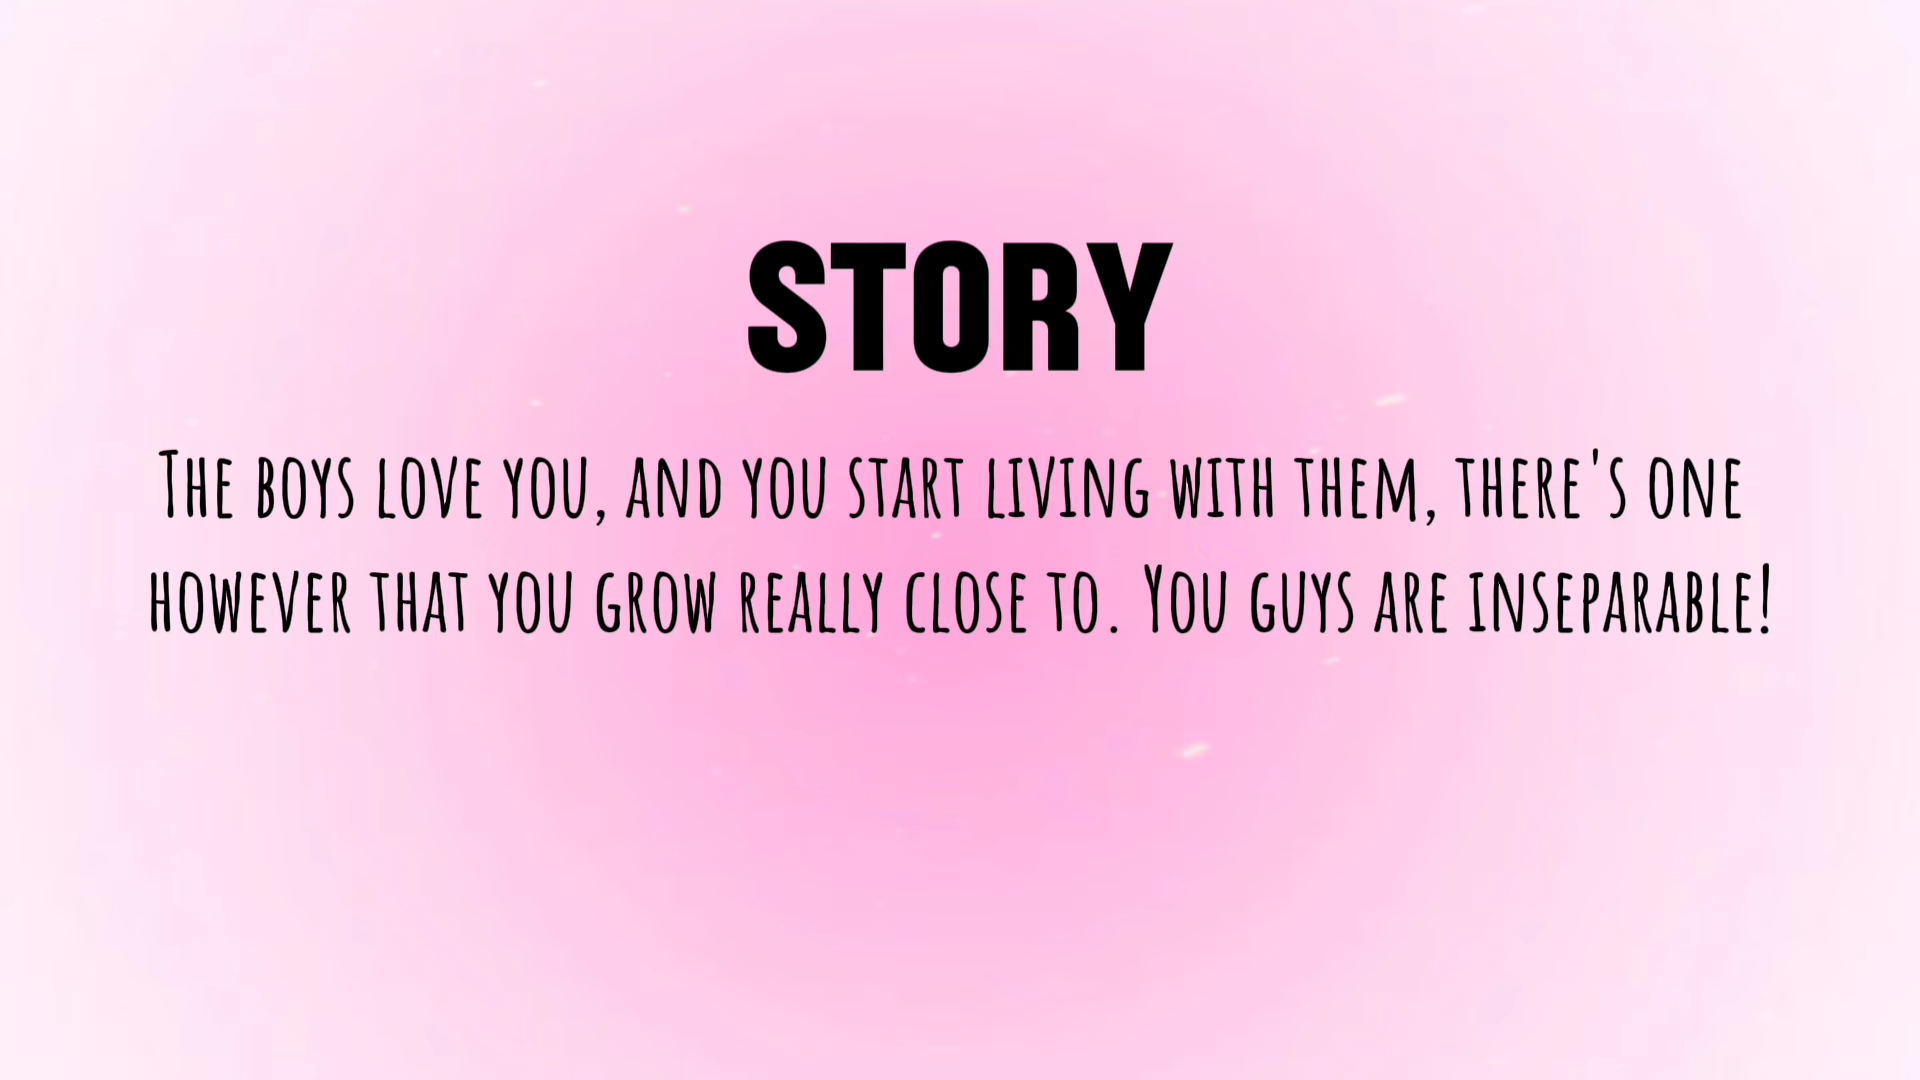 STORY
The boys love you, and you start living with them, there's one
however that you grow really close to. You guys are inseparable!